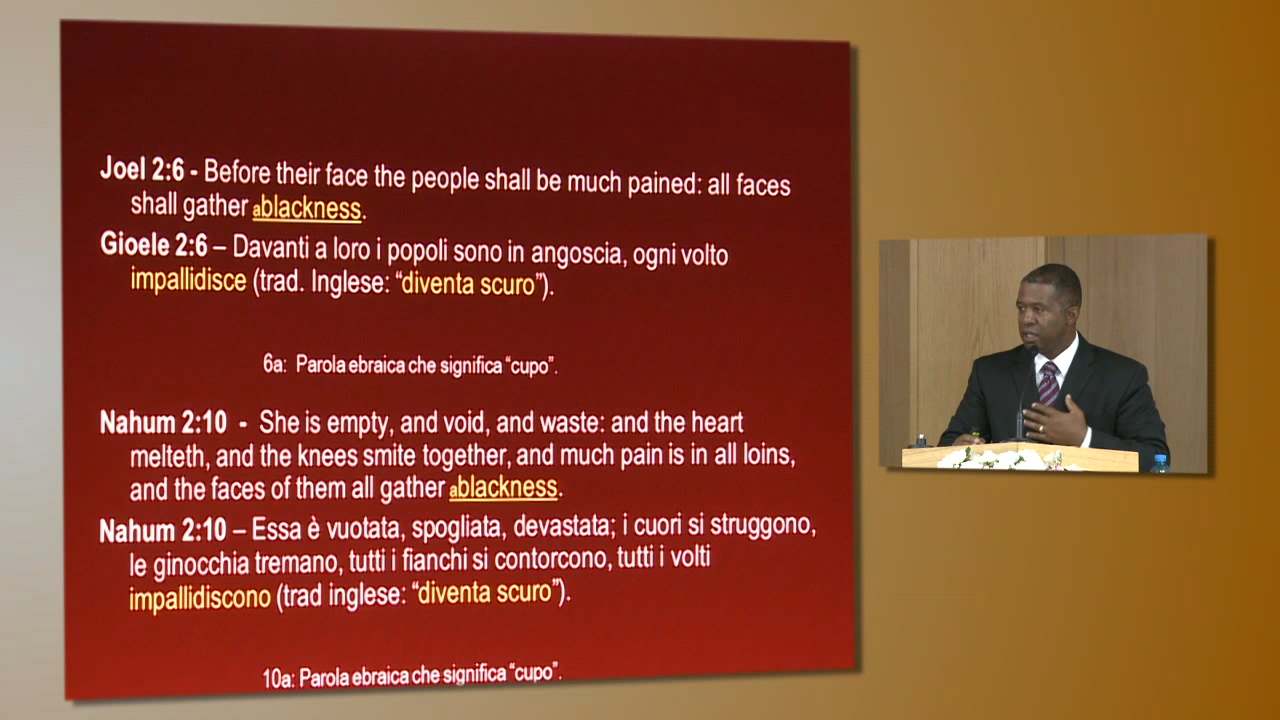 Joel 2:6 - Before their face the people shall be much pained: all faces
shall gather ablackness.
Gioele 2:6 – Davanti a loro i popoli sono in angoscia, ogni volto
impallidisce (trad. Inglese: “diventa scuro”).
6a: Parola ebraica che significa “cupo”.
Nahum 2:10 - She is empty, and void, and waste: and the heart
melteth, and the knees smite together, and much pain is in all loins,
and the faces of them all gather ablackness.
Nahum 2:10 – Essa è vuotata, spogliata, devastata; i cuori si struggono,
le ginocchia tremano, tutti i fianchi si contorcono, tutti i volti
impallidiscono (trad inglese: “diventa scuro”).
10a: Parola ebraica che significa “cupo”.